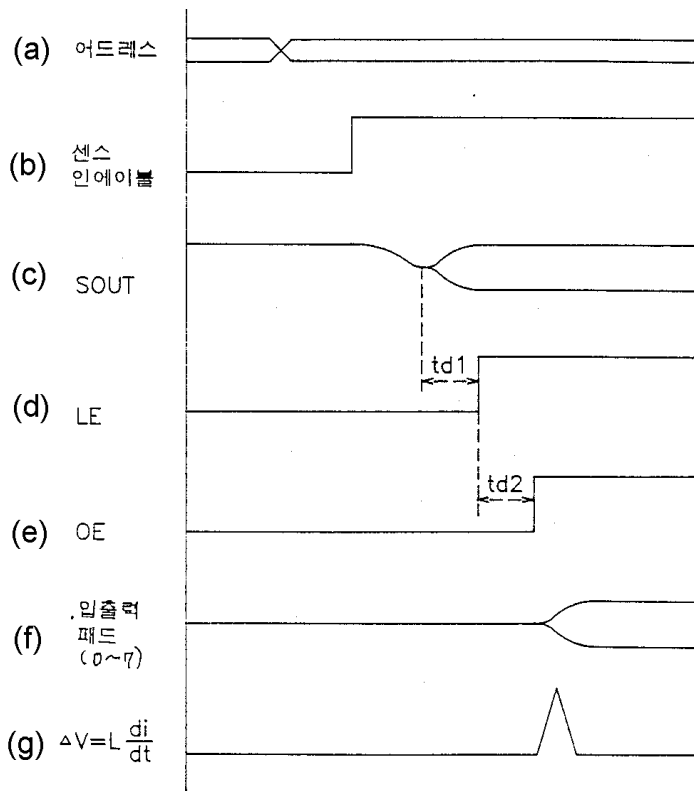 (a) 어드레스
(b) 센스
인에이블
(c) SOUT
td1
(d) LE
td2
(e) OE
(f) 입출력
패드
(0~7)
(g) ΔV=L di/dt